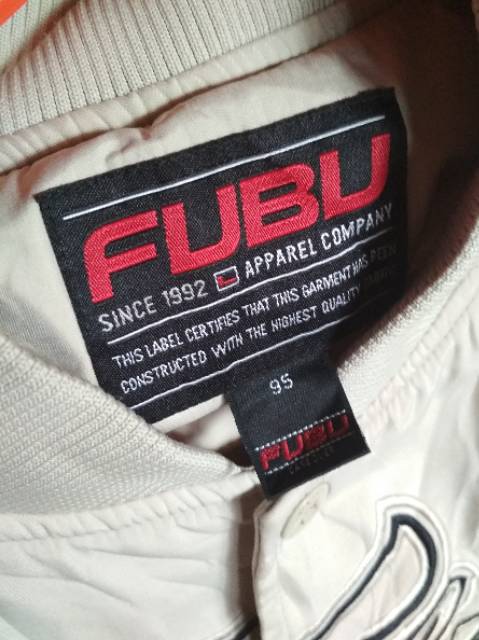 FUBU
SINCE 1992 APPAREL COMPANY
THIS LABEL CERTIFIES THAT THIS GARMENT HAS BEEN
CONSTRUCTED WITH THE HIGHEST QUALITY
95
FUBU